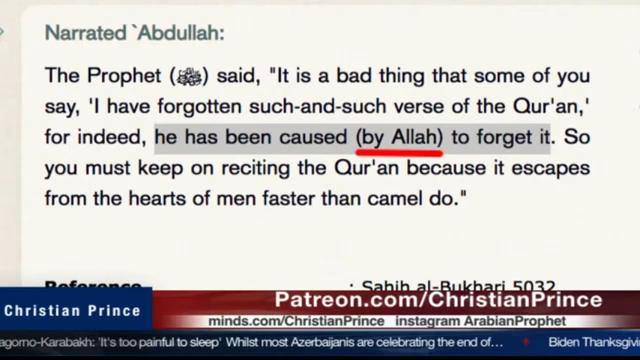 Narrated `Abdullah:
The Prophet (ﷺ) said, "It is a bad thing that some of you
say, 'I have forgotten such-and-such verse of the Qur'an,'
for indeed, he has been caused (by Allah) to forget it. So
you must keep on reciting the Qur'an because it escapes
from the hearts of men faster than camel do."
Reference : Sahih al-Bukhari 5032
Christian Prince
Patreon.com/ChristianPrince
minds.com/ChristianPrince instagram ArabianProphet
agorno-Karabakh: 'It's too painful to sleep' Whilst most Azerbaijanis are celebrating the end of... Biden Thanksgiving